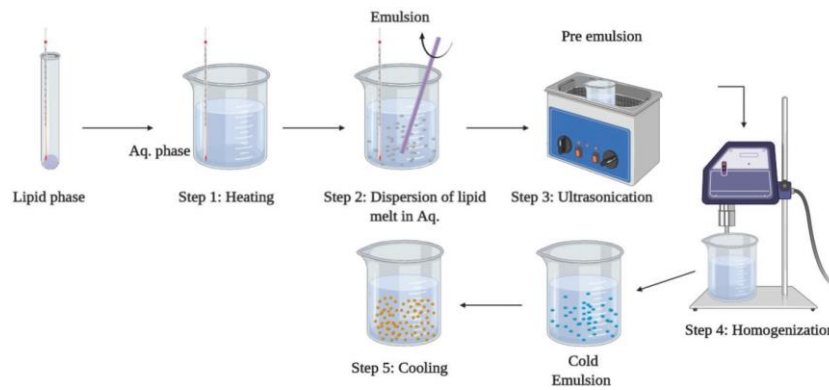 Emulsion
Pre emulsion
Aq. phase
Lipid phase
Step 1: Heating
Step 2: Dispersion of lipid
melt in Aq.
Step 3: Ultrasonication
Step 4: Homogenization
Cold
Emulsion
Step 5: Cooling